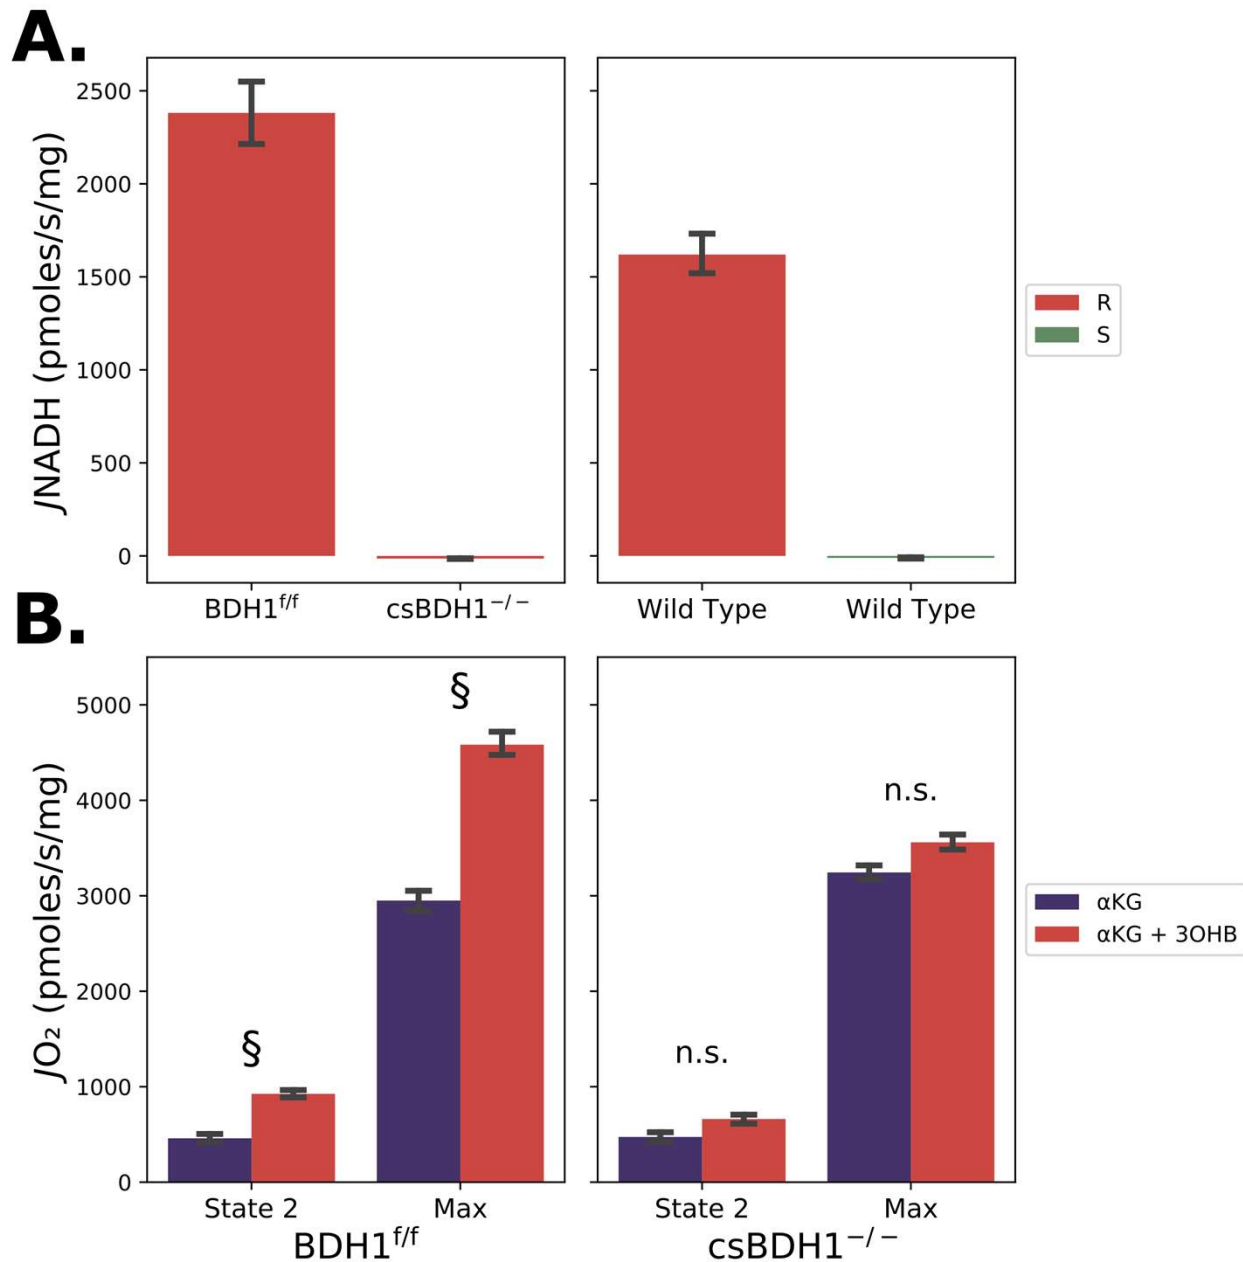 A.
JNADH (pmoles/s/mg)
2500
2000
1500
1000
500
0
BDH1f/f
csBDH1−/−
Wild Type
Wild Type
R
S
B.
JO₂ (pmoles/s/mg)
5000
4000
3000
2000
1000
0
§
§
n.s.
n.s.
State 2
Max
State 2
Max
BDH1f/f
csBDH1−/−
αKG
αKG + 3OHB